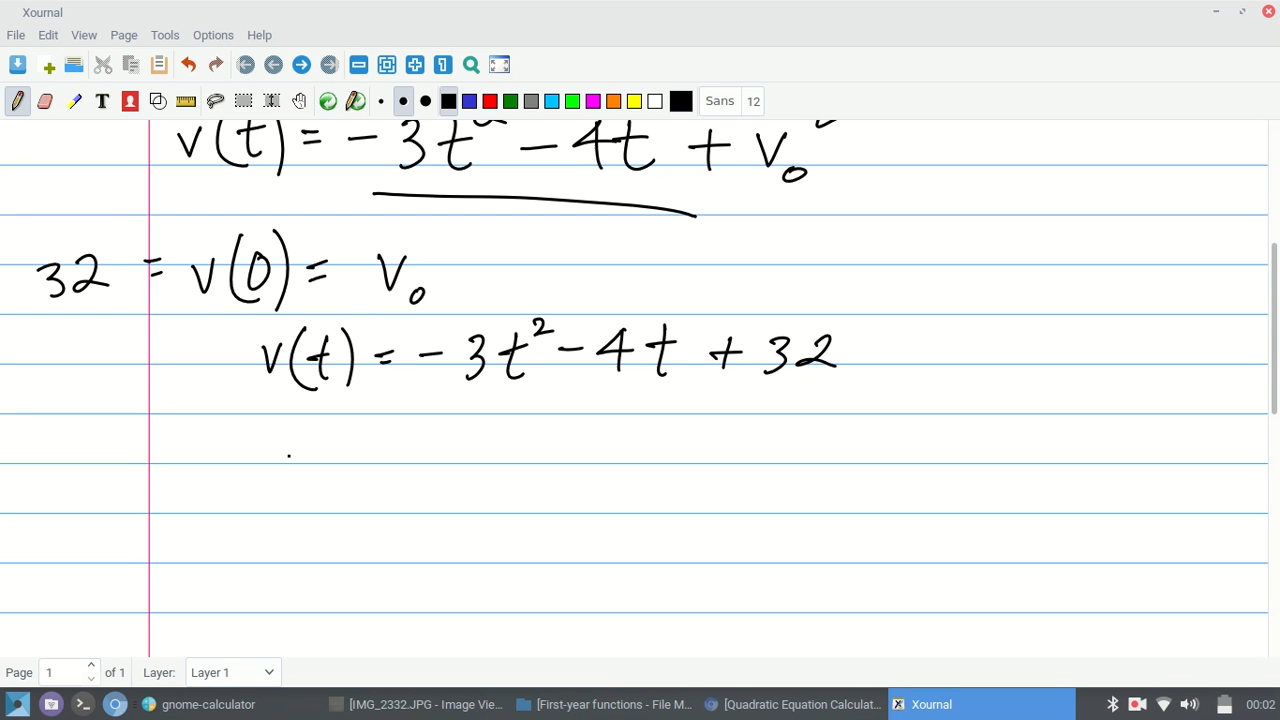 Xournal
File Edit View Page Tools Options Help
Sans 12
v(t) = -3t² - 4t + v₀
32 = v(0) = v₀
v(t) = -3t² - 4t + 32
Page 1 of 1 Layer: Layer 1
gnome-calculator [IMG_2332.JPG - Image Vie... [First-year functions - File M... [Quadratic Equation Calculat... Xournal 00:02